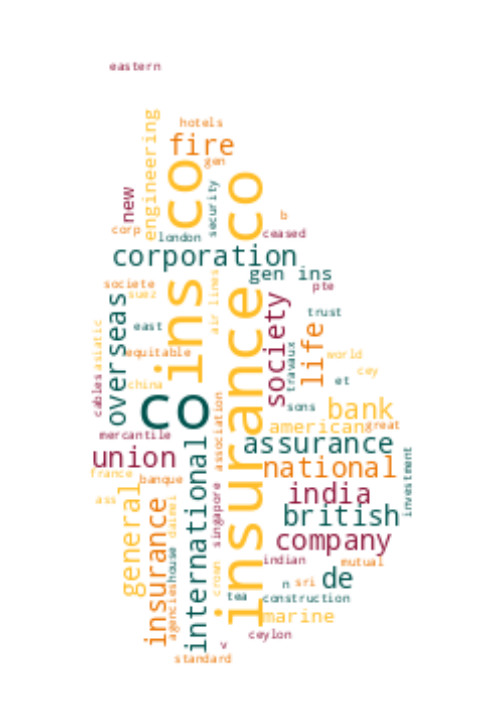 eastern
hotels
fire
gen
engineering
ins co
insurance co
security
new
corp
london
b
ceased
corporation
gen ins
pte
societe
suez
overseas
air lines
society
trust
east
life
travaux
asiatic
equitable
world
cey
et
china
cables
co
sons
bank
association
american
great
mercantile
assurance
union
international
national
investment
france
banque
general
singapore
india
ass
insurance
daimei
british
company
house
indian
mutual
agencies
crown
n
sri
de
tea
construction
marine
ceylon
v
standard